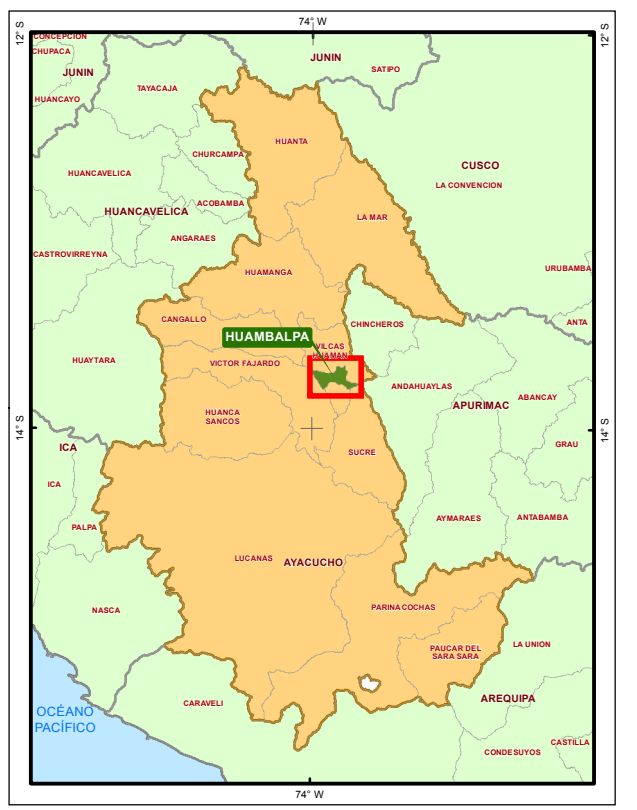 74° W
12° S
12° S
CONCEPCION
CHUPACA
JUNIN
JUNIN
SATIPO
TAYACAJA
HUANCAYO
HUANTA
CHURCAMPA
CUSCO
HUANCAVELICA
LA CONVENCION
ACOBAMBA
HUANCAVELICA
LA MAR
ANGARAES
CASTROVIRREYNA
URUBAMBA
HUAMANGA
CANGALLO
CHINCHEROS
ANTA
HUAMBALPA
VILCAS
HUAMAN
HUAYTARA
VICTOR FAJARDO
ANDAHUAYLAS
ABANCAY
APURIMAC
HUANCA
SANCOS
14° S
14° S
ICA
GRAU
SUCRE
ICA
AYMARAES
ANTABAMBA
PALPA
LUCANAS
AYACUCHO
NASCA
PARINACOCHAS
PAUCAR DEL
SARA SARA
LA UNION
CARAVELI
AREQUIPA
OCÉANO
PACÍFICO
CASTILLA
CONDESUYOS
74° W